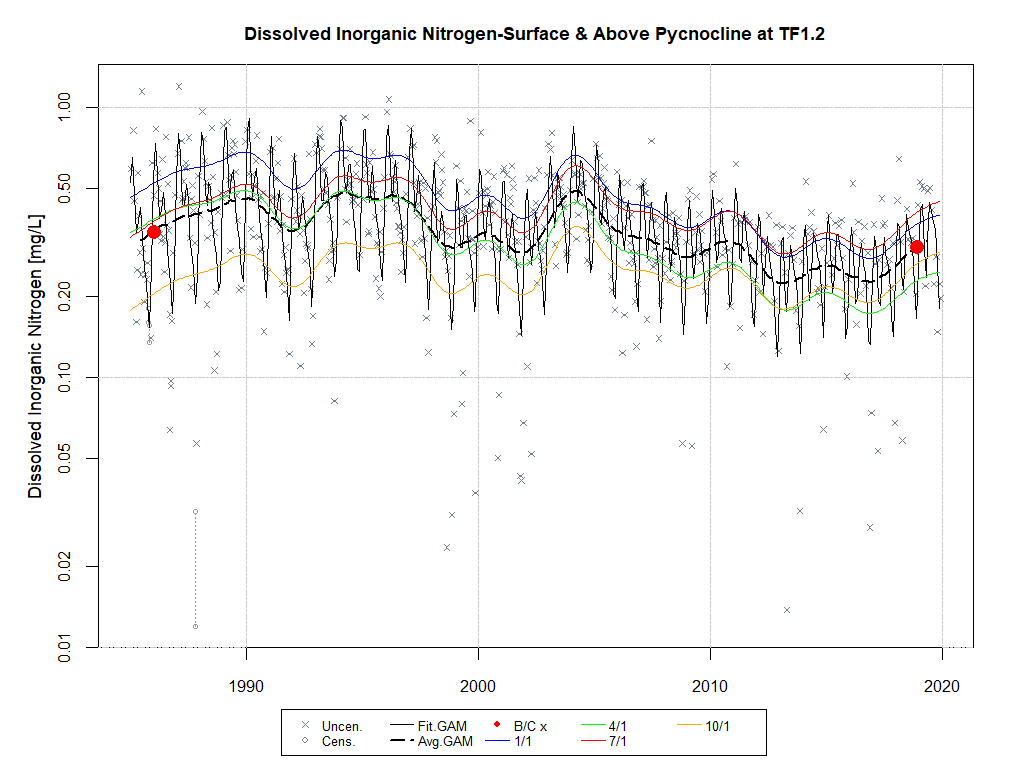 Dissolved Inorganic Nitrogen-Surface & Above Pycnocline at TF1.2
Dissolved Inorganic Nitrogen [mg/L]
1.00
0.50
0.20
0.10
0.05
0.02
0.01
1990 2000 2010 2020
Uncen. Fit.GAM B/C x 4/1 10/1
Cens. Avg.GAM 1/1 7/1